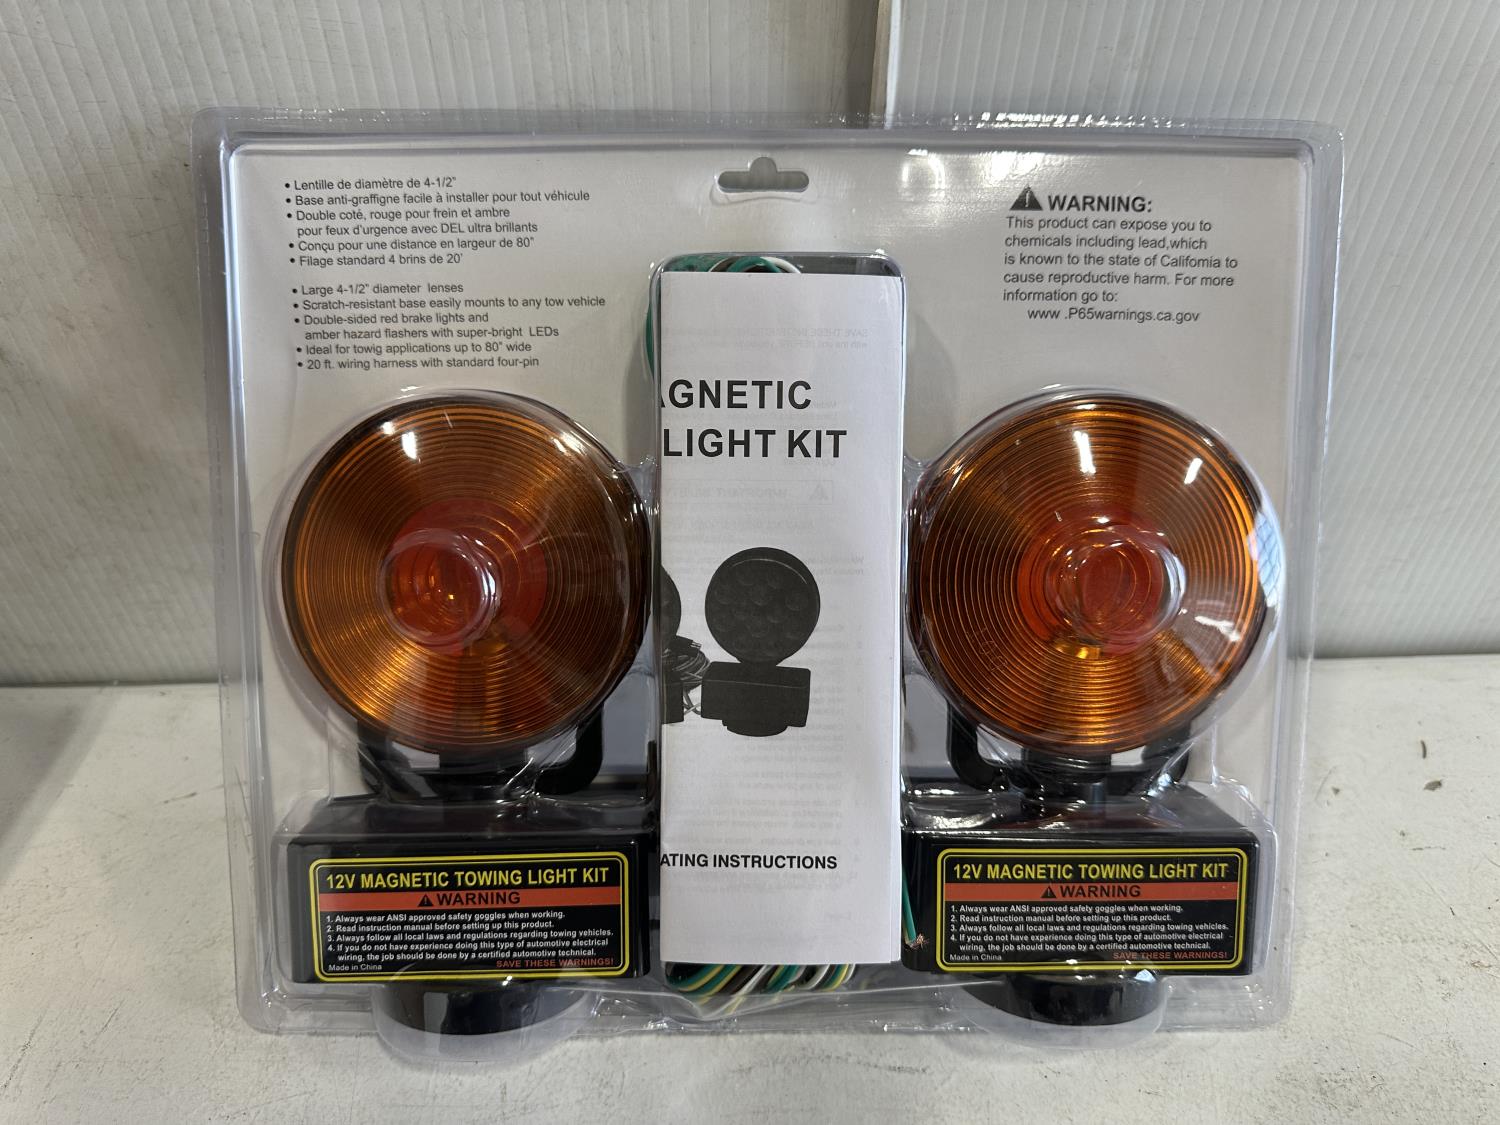 • Lentille de diamètre de 4-1/2"
• Base anti-graffigne facile à installer pour tout véhicule
• Double coté, rouge pour frein et ambre
pour feux d'urgence avec DEL ultra brillants
• Conçu pour une distance en largeur de 80"
• Filage standard 4 brins de 20'
• Large 4-1/2" diameter lenses
• Scratch-resistant base easily mounts to any tow vehicle
• Double-sided red brake lights and
amber hazard flashers with super-bright LEDs
• Ideal for towig applications up to 80" wide
• 20 ft. wiring harness with standard four-pin
WARNING:
This product can expose you to
chemicals including lead,which
is known to the state of California to
cause reproductive harm. For more
information go to:
www .P65warnings.ca.gov
AGNETIC
LIGHT KIT
ATING INSTRUCTIONS
12V MAGNETIC TOWING LIGHT KIT
WARNING
1. Always wear ANSI approved safety goggles when working.
2. Read instruction manual before setting up this product.
3. Always follow all local laws and regulations regarding towing vehicles.
4. If you do not have experience doing this type of automotive electrical
wiring, the job should be done by a certified automotive technical.
Made in China
SAVE THESE WARNINGS!
12V MAGNETIC TOWING LIGHT KIT
WARNING
1. Always wear ANSI approved safety goggles when working.
2. Read instruction manual before setting up this product.
3. Always follow all local laws and regulations regarding towing vehicles.
4. If you do not have experience doing this type of automotive electrical
wiring, the job should be done by a certified automotive technical.
Made in China
SAVE THESE WARNINGS!